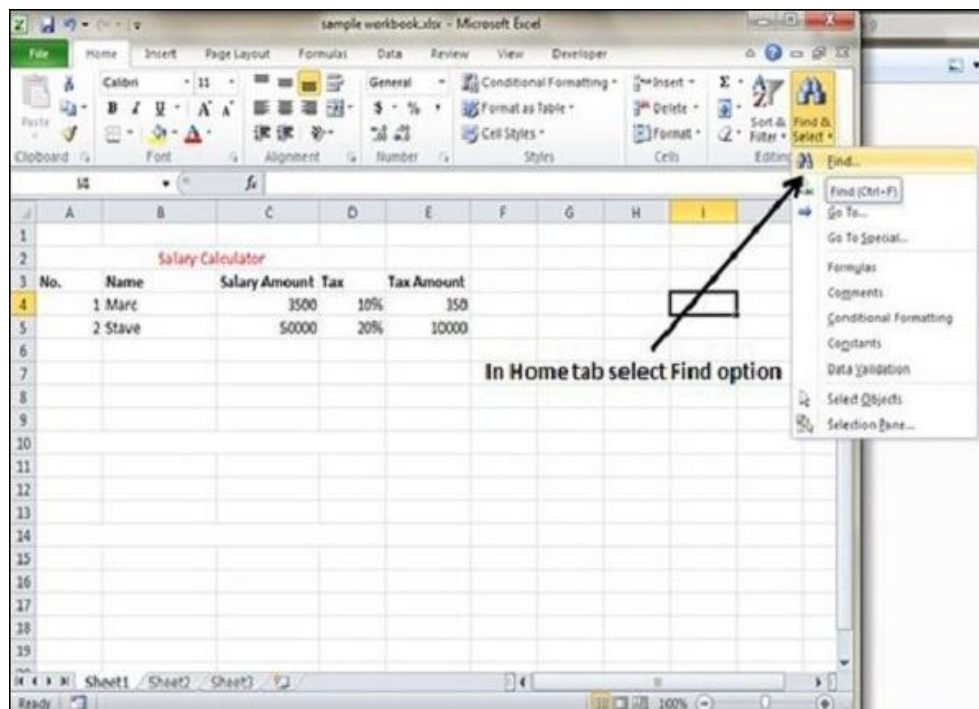 sample workbook.xlsx - Microsoft Excel
File Home Insert Page Layout Formulas Data Review View Developer
Paste
Calibri 11
B I U A A
A
General
$ % ,
Conditional Formatting
Format as Table
Cell Styles
Insert
Delete
Format
Σ
Sort & Filter
Find & Select
Clipboard Font Alignment Number Styles Cells Editing
I4 fx
Find...
Find (Ctrl+F)
Go To...
Go To Special...
Formulas
Comments
Conditional Formatting
Constants
Data Validation
Select Objects
Selection Pane...
A B C D E F G H I
1
2 Salary Calculator
3 No. Name Salary Amount Tax Tax Amount
4 1 Marc 3500 10% 350
5 2 Stave 50000 20% 10000
6
7
8
9
10
11
12
13
14
15
16
17
18
19
In Home tab select Find option
Sheet1 Sheet2 Sheet3
Ready 100%